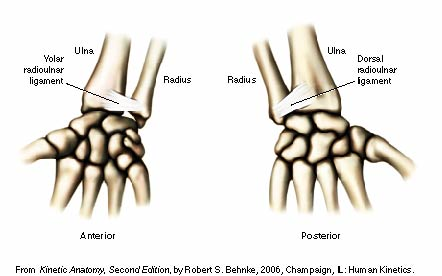 Ulna
Volar
radioulnar
ligament
Radius
Ulna
Dorsal
radioulnar
ligament
Radius
Anterior
Posterior
From Kinetic Anatomy, Second Edition, by Robert S. Behnke, 2006, Champaign, IL: Human Kinetics.